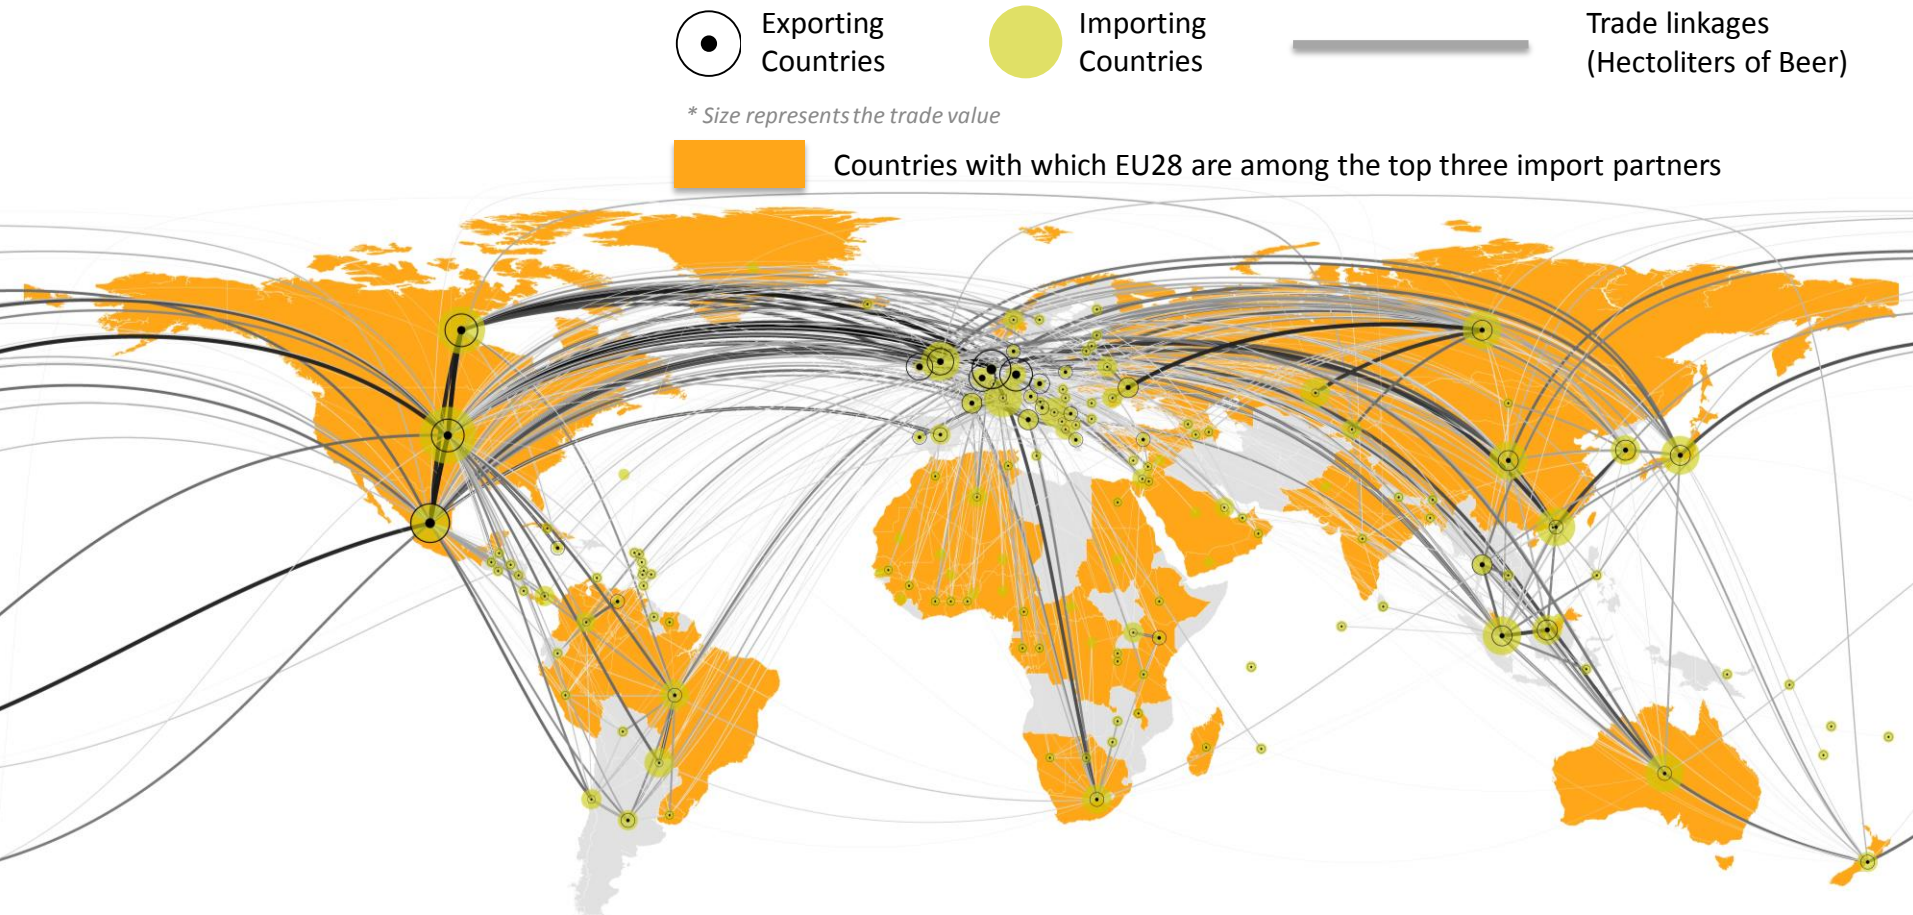 Exporting
Countries
Importing
Countries
Trade linkages
(Hectoliters of Beer)
* Size represents the trade value
Countries with which EU28 are among the top three import partners